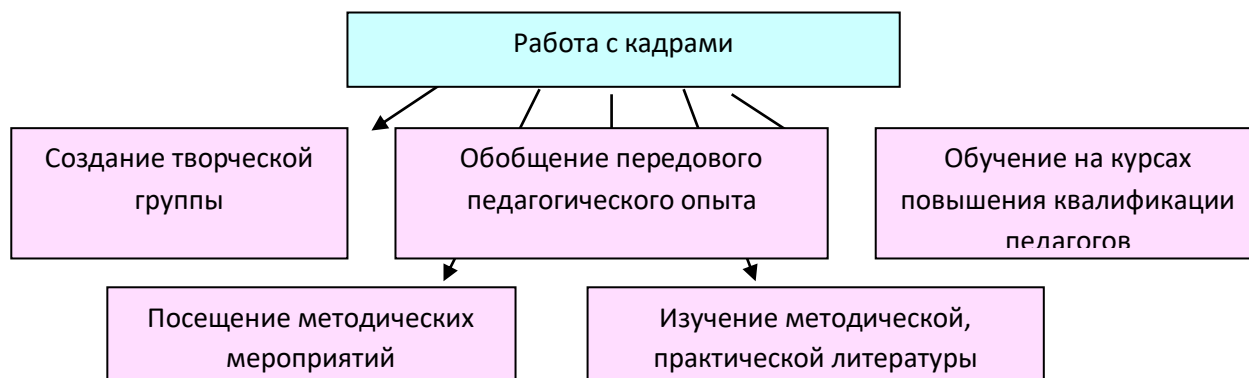 Работа с кадрами
Создание творческой
группы
Обобщение передового
педагогического опыта
Обучение на курсах
повышения квалификации
педагогов
Посещение методических
мероприятий
Изучение методической,
практической литературы